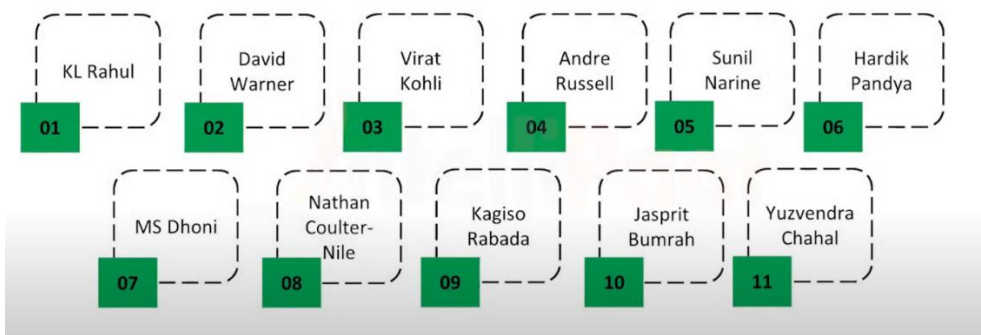 KL Rahul
01
David
Warner
02
Virat
Kohli
03
Andre
Russell
04
Sunil
Narine
05
Hardik
Pandya
06
MS Dhoni
07
Nathan
Coulter-
Nile
08
Kagiso
Rabada
09
Jasprit
Bumrah
10
Yuzvendra
Chahal
11